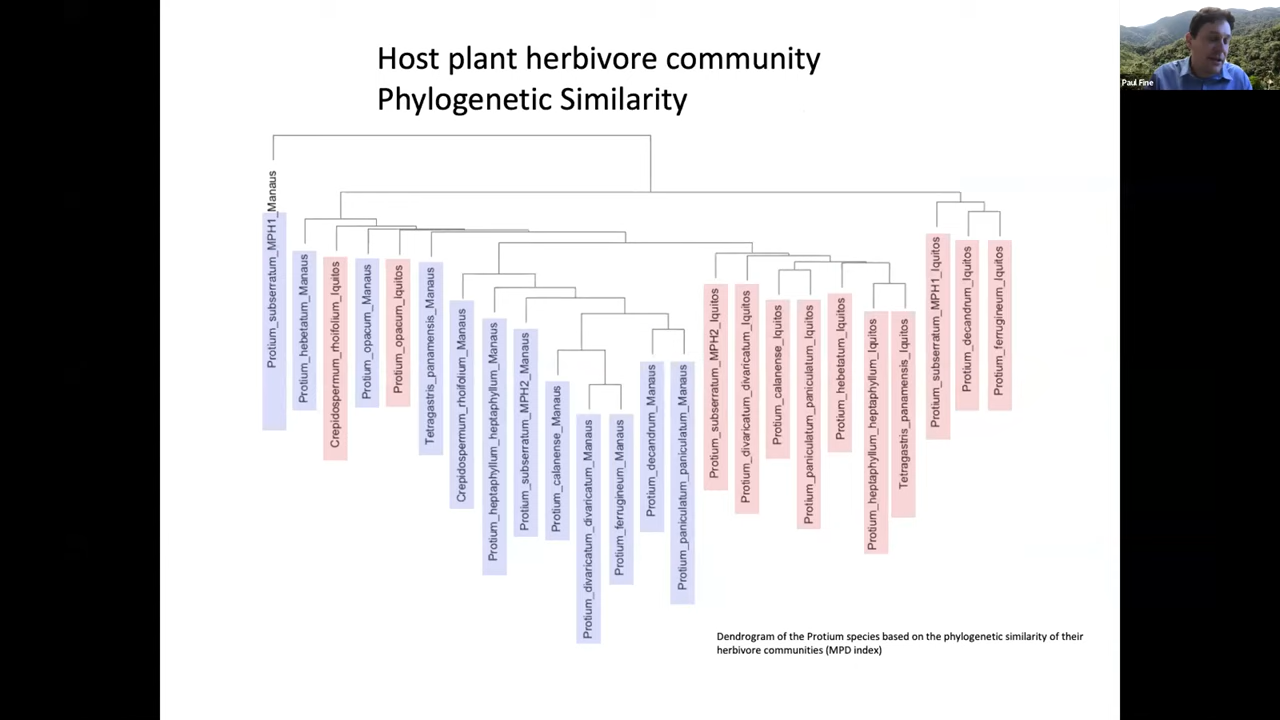 Host plant herbivore community
Phylogenetic Similarity
Paul Fine
Protium_subserratum_MPH1_Manaus
Protium_hebetatum_Manaus
Crepidospermum_rhoifolium_Iquitos
Protium_opacum_Manaus
Protium_opacum_Iquitos
Tetragastris_panamensis_Manaus
Crepidospermum_rhoifolium_Manaus
Protium_heptaphyllum_heptaphyllum_Manaus
Protium_subserratum_MPH2_Manaus
Protium_calanense_Manaus
Protium_divaricatum_divaricatum_Manaus
Protium_ferrugineum_Manaus
Protium_decandrum_Manaus
Protium_paniculatum_paniculatum_Manaus
Protium_subserratum_MPH2_Iquitos
Protium_divaricatum_divaricatum_Iquitos
Protium_calanense_Iquitos
Protium_paniculatum_paniculatum_Iquitos
Protium_hebetatum_Iquitos
Protium_heptaphyllum_heptaphyllum_Iquitos
Tetragastris_panamensis_Iquitos
Protium_subserratum_MPH1_Iquitos
Protium_decandrum_Iquitos
Protium_ferrugineum_Iquitos
Dendrogram of the Protium species based on the phylogenetic similarity of their
herbivore communities (MPD index)